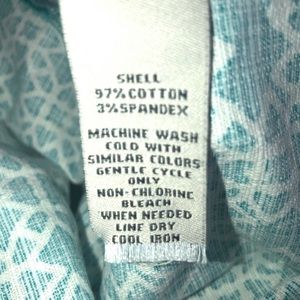 SHELL
97%COTTON
3%SPANDEX
MACHINE WASH
COLD WITH
SIMILAR COLORS
GENTLE CYCLE
ONLY
NON-CHLORINE
BLEACH
WHEN NEEDED
LINE DRY
COOL IRON